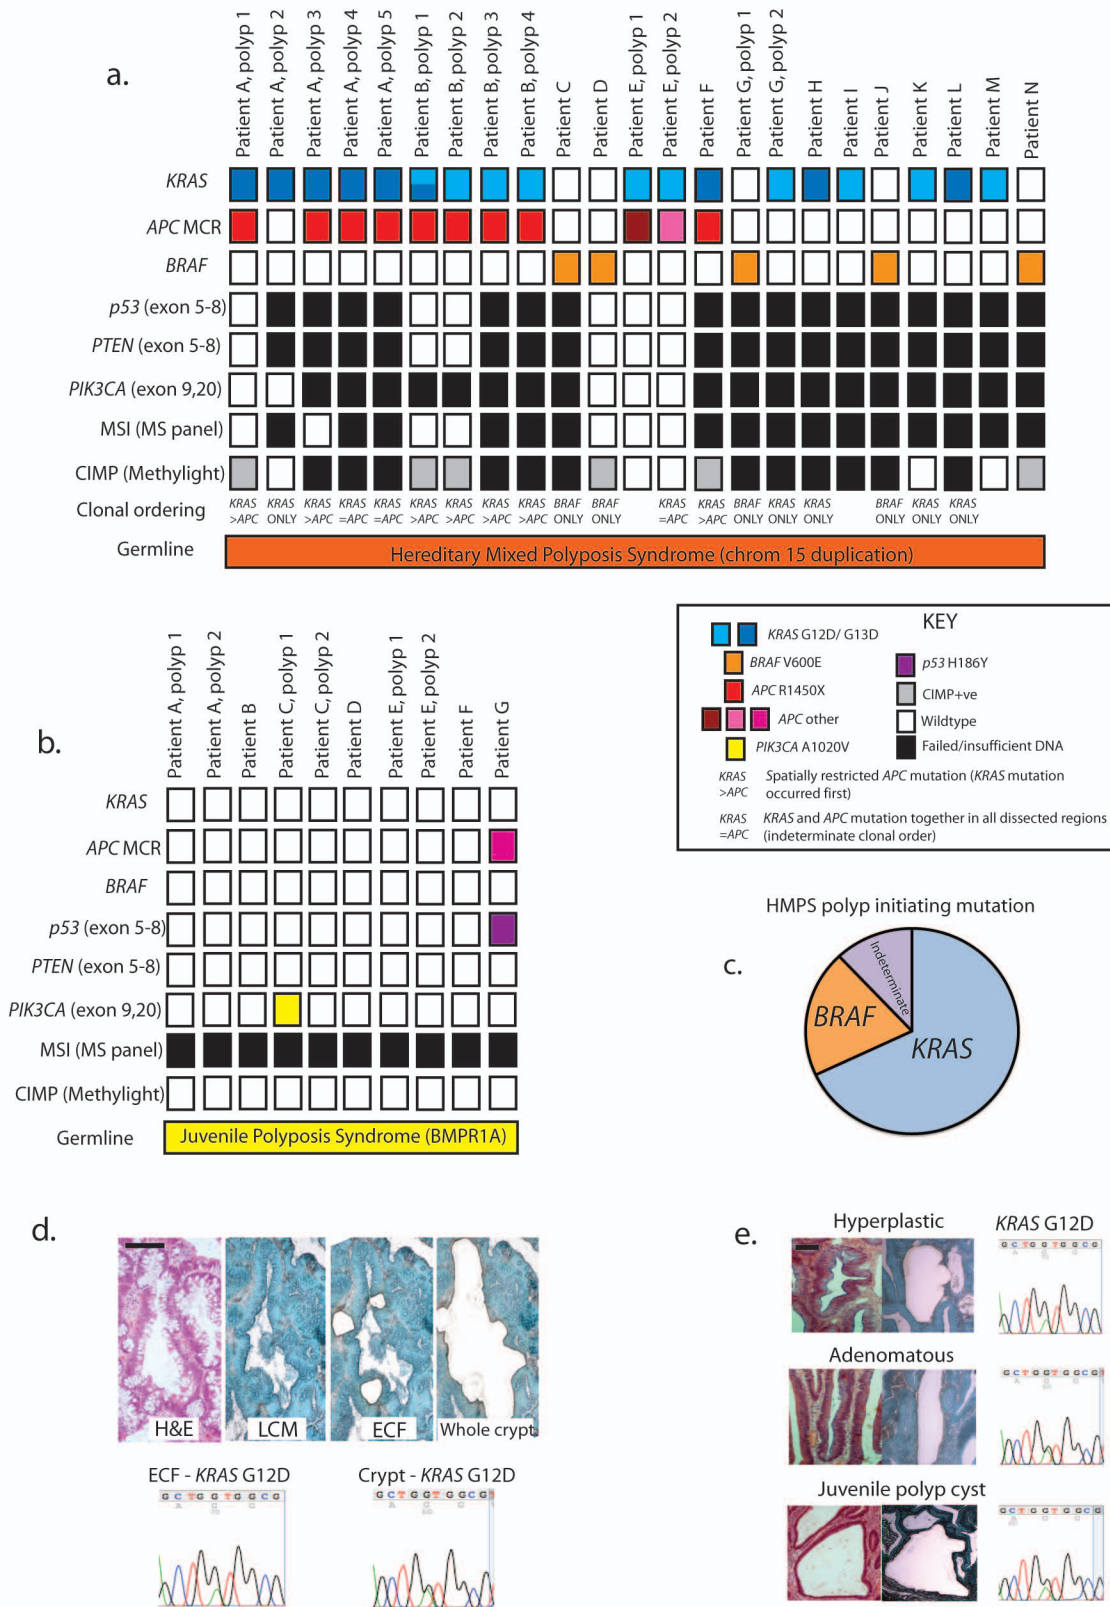 a.
Patient A, polyp 1
Patient A, polyp 2
Patient A, polyp 3
Patient A, polyp 4
Patient A, polyp 5
Patient B, polyp 1
Patient B, polyp 2
Patient B, polyp 3
Patient B, polyp 4
Patient C
Patient D
Patient E, polyp 1
Patient E, polyp 2
Patient F
Patient G, polyp 1
Patient G, polyp 2
Patient H
Patient I
Patient J
Patient K
Patient L
Patient M
Patient N
KRAS
APC MCR
BRAF
p53 (exon 5-8)
PTEN (exon 5-8)
PIK3CA (exon 9,20)
MSI (MS panel)
CIMP (Methylight)
Clonal ordering
KRAS KRAS KRAS KRAS KRAS KRAS KRAS KRAS KRAS BRAF BRAF KRAS KRAS BRAF KRAS KRAS BRAF KRAS KRAS
>APC ONLY >APC =APC =APC >APC >APC >APC >APC ONLY ONLY =APC >APC ONLY ONLY ONLY ONLY ONLY ONLY
Germline
Hereditary Mixed Polyposis Syndrome (chrom 15 duplication)
KEY
KRAS G12D/ G13D
BRAF V600E
p53 H186Y
APC R1450X
CIMP+ve
APC other
Wildtype
PIK3CA A1020V
Failed/insufficient DNA
KRAS Spatially restricted APC mutation (KRAS mutation
>APC occurred first)
KRAS KRAS and APC mutation together in all dissected regions
=APC (indeterminate clonal order)
b.
Patient A, polyp 1
Patient A, polyp 2
Patient B
Patient C, polyp 1
Patient C, polyp 2
Patient D
Patient E, polyp 1
Patient E, polyp 2
Patient F
Patient G
KRAS
APC MCR
BRAF
p53 (exon 5-8)
PTEN (exon 5-8)
PIK3CA (exon 9,20)
MSI (MS panel)
CIMP (Methylight)
Germline
Juvenile Polyposis Syndrome (BMPR1A)
HMPS polyp initiating mutation
c.
Indeterminate
BRAF
KRAS
d.
H&E
LCM
ECF
Whole crypt
ECF - KRAS G12D
Crypt - KRAS G12D
G C T G G T G G C G
G C T G G T G G C G T
e.
Hyperplastic
KRAS G12D
G C T G G T G G C G
Adenomatous
G C T G G T G G C G T
Juvenile polyp cyst
G C T G G T G G C G